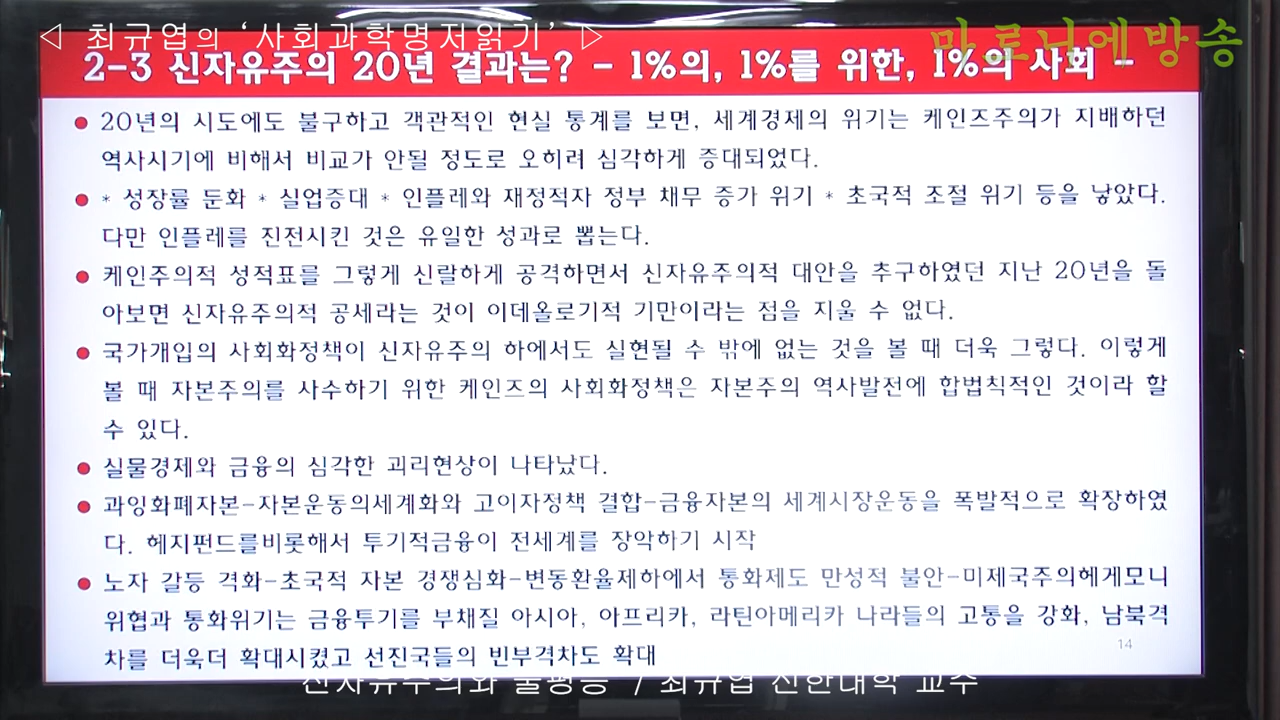 ◁ 최규엽의 ‘사회과학명저읽기’ ▷
마로니에방송
2-3 신자유주의 20년 결과는? - 1%의, 1%를 위한, 1%의 사회 -
● 20년의 시도에도 불구하고 객관적인 현실 통계를 보면, 세계경제의 위기는 케인즈주의가 지배하던
역사시기에 비해서 비교가 안될 정도로 오히려 심각하게 증대되었다.
● * 성장률 둔화 * 실업증대 * 인플레와 재정적자 정부 채무 증가 위기 * 초국적 조절 위기 등을 낳았다.
다만 인플레를 진전시킨 것은 유일한 성과로 뽑는다.
● 케인주의적 성적표를 그렇게 신랄하게 공격하면서 신자유주의적 대안을 추구하였던 지난 20년을 돌
아보면 신자유주의적 공세라는 것이 이데올로기적 기만이라는 점을 지울 수 없다.
● 국가개입의 사회화정책이 신자유주의 하에서도 실현될 수 밖에 없는 것을 볼 때 더욱 그렇다. 이렇게
볼 때 자본주의를 사수하기 위한 케인즈의 사회화정책은 자본주의 역사발전에 합법칙적인 것이라 할
수 있다.
● 실물경제와 금융의 심각한 괴리현상이 나타났다.
● 과잉화폐자본-자본운동의세계화와 고이자정책 결합-금융자본의 세계시장운동을 폭발적으로 확장하였
다. 헤지펀드를비롯해서 투기적금융이 전세계를 장악하기 시작
● 노자 갈등 격화-초국적 자본 경쟁심화-변동환율제하에서 통화제도 만성적 불안-미제국주의헤게모니
위협과 통화위기는 금융투기를 부채질 아시아, 아프리카, 라틴아메리카 나라들의 고통을 강화, 남북격
차를 더욱더 확대시켰고 선진국들의 빈부격차도 확대
14
신자유주의와 불평등 / 최규엽 신한대학 교수